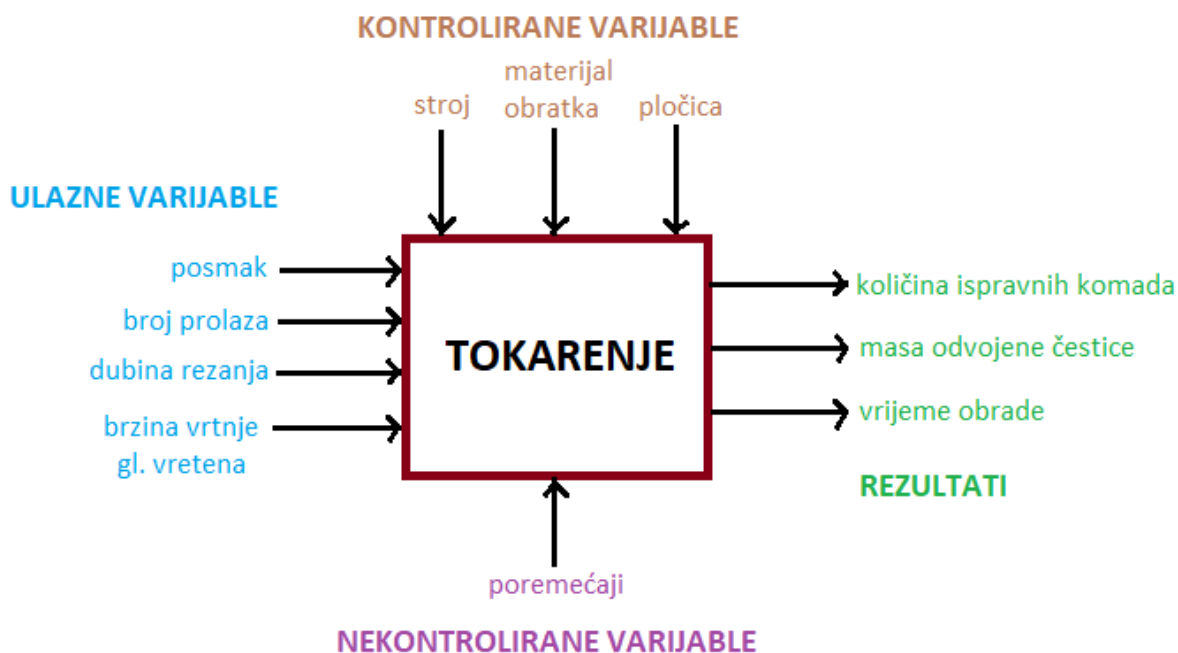 KONTROLIRANE VARIJABLE
materijal
stroj
obratka
pločica
ULAZNE VARIJABLE
posmak
broj prolaza
dubina rezanja
brzina vrtnje
gl. vretena
TOKARENJE
količina ispravnih komada
masa odvojene čestice
vrijeme obrade
REZULTATI
poremećaji
NEKONTROLIRANE VARIJABLE